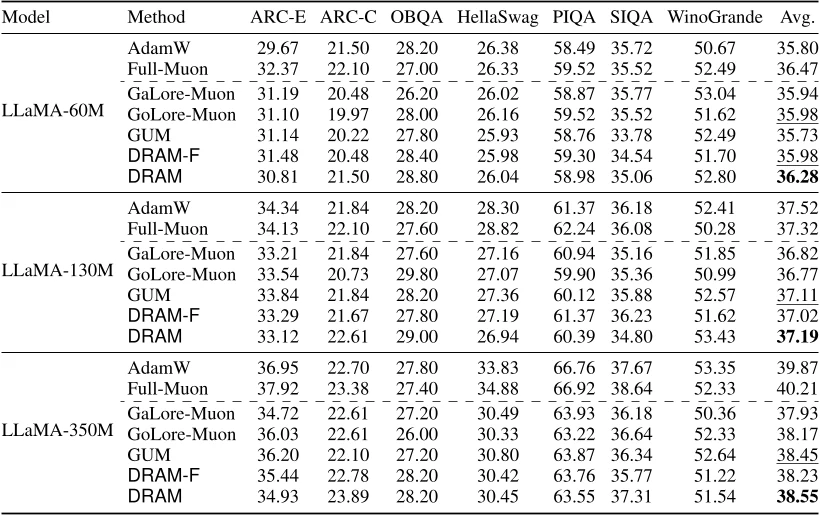 Model Method ARC-E ARC-C OBQA HellaSwag PIQA SIQA WinoGrande Avg.
AdamW 29.67 21.50 28.20 26.38 58.49 35.72 50.67 35.80
Full-Muon 32.37 22.10 27.00 26.33 59.52 35.52 52.49 36.47
GaLore-Muon 31.19 20.48 26.20 26.02 58.87 35.77 53.04 35.94
LLaMA-60M
GoLore-Muon 31.10 19.97 28.00 26.16 59.52 35.52 51.62 35.98
GUM 31.14 20.22 27.80 25.93 58.76 33.78 52.49 35.73
DRAM-F 31.48 20.48 28.40 25.98 59.30 34.54 51.70 35.98
DRAM 30.81 21.50 28.80 26.04 58.98 35.06 52.80 36.28
AdamW 34.34 21.84 28.20 28.30 61.37 36.18 52.41 37.52
Full-Muon 34.13 22.10 27.60 28.82 62.24 36.08 50.28 37.32
GaLore-Muon 33.21 21.84 27.60 27.16 60.94 35.16 51.85 36.82
LLaMA-130M
GoLore-Muon 33.54 20.73 29.80 27.07 59.90 35.36 50.99 36.77
GUM 33.84 21.84 28.20 27.36 60.12 35.88 52.57 37.11
DRAM-F 33.29 21.67 27.80 27.19 61.37 36.23 51.62 37.02
DRAM 33.12 22.61 29.00 26.94 60.39 34.80 53.43 37.19
AdamW 36.95 22.70 27.80 33.83 66.76 37.67 53.35 39.87
Full-Muon 37.92 23.38 27.40 34.88 66.92 38.64 52.33 40.21
GaLore-Muon 34.72 22.61 27.20 30.49 63.93 36.18 50.36 37.93
LLaMA-350M
GoLore-Muon 36.03 22.61 26.00 30.33 63.22 36.64 52.33 38.17
GUM 36.20 22.10 27.20 30.80 63.87 36.34 52.64 38.45
DRAM-F 35.44 22.78 28.20 30.42 63.76 35.77 51.22 38.23
DRAM 34.93 23.89 28.20 30.45 63.55 37.31 51.54 38.55